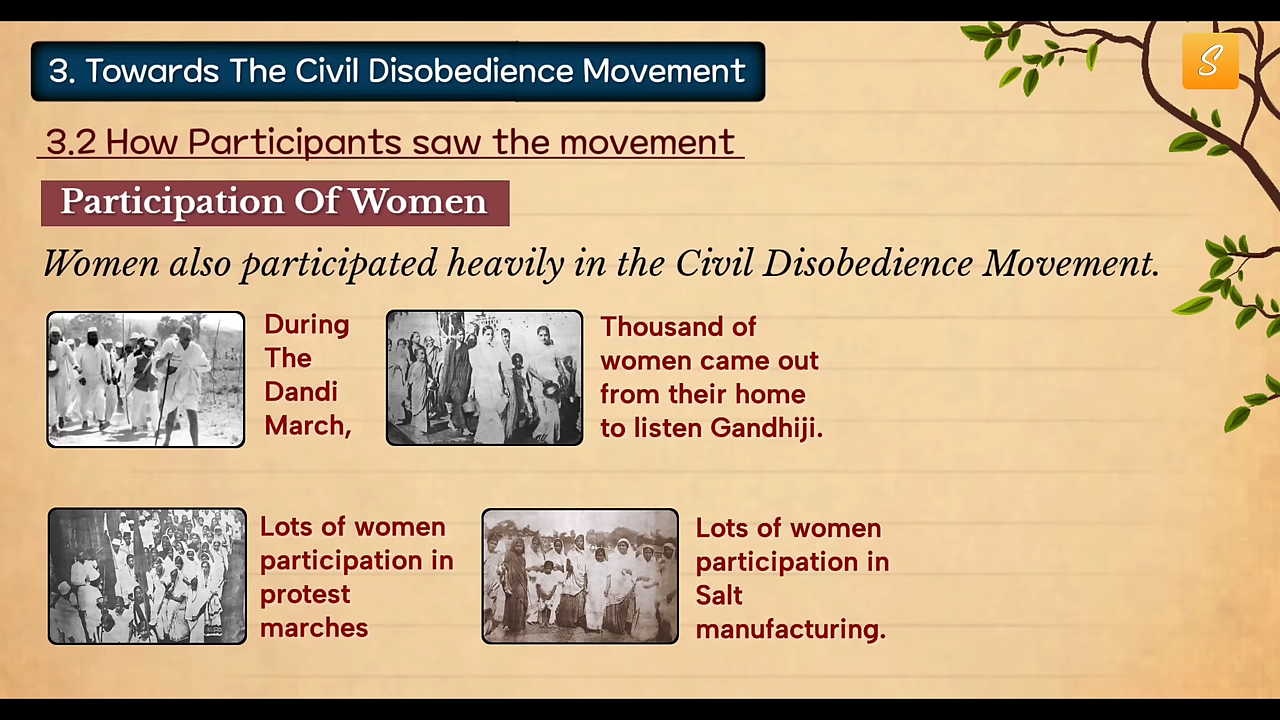 3. Towards The Civil Disobedience Movement
S
3.2 How Participants saw the movement
Participation Of Women
Women also participated heavily in the Civil Disobedience Movement.
During
The
Dandi
March,
Thousand of
women came out
from their home
to listen Gandhiji.
Lots of women
participation in
protest
marches
Lots of women
participation in
Salt
manufacturing.